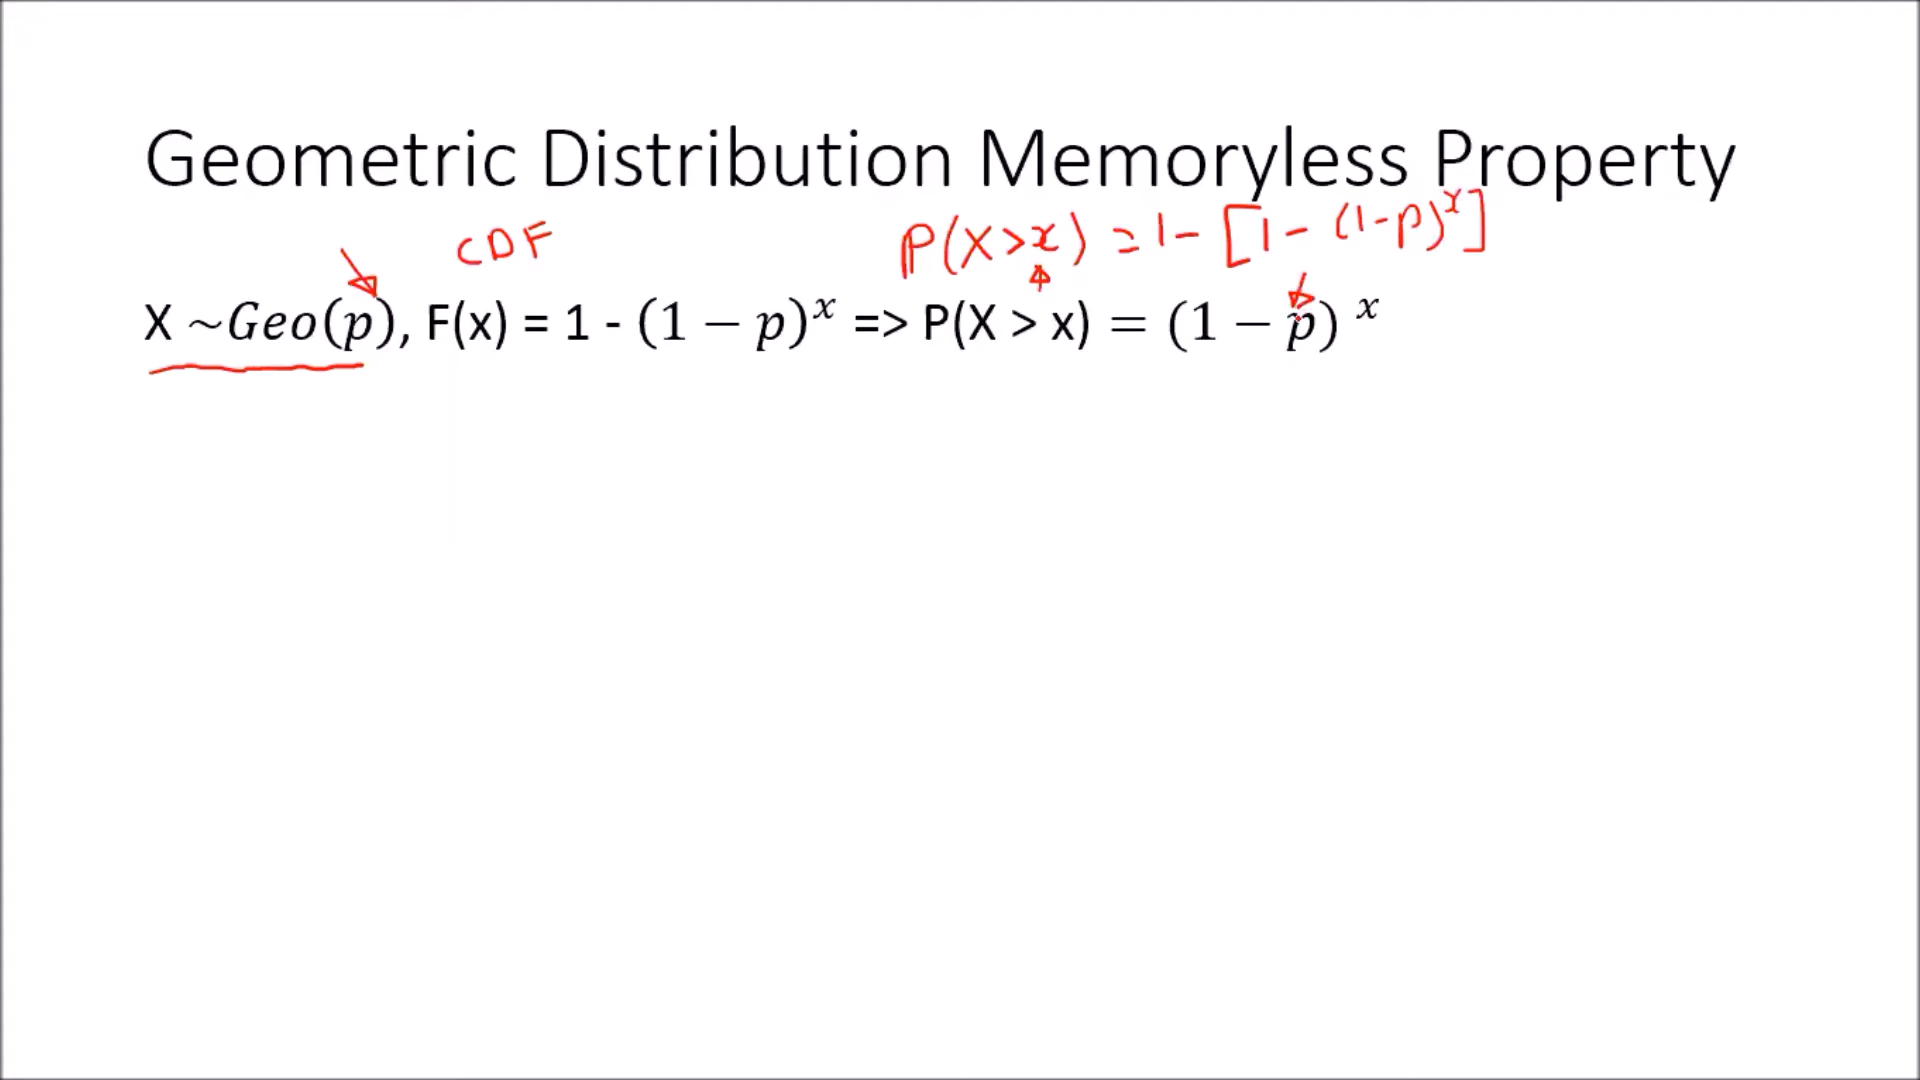 Geometric Distribution Memoryless Property
CDF
P(X>x) = 1 - [1 - (1-p)^x]
X ~Geo(p), F(x) = 1 - (1 − p)^x => P(X > x) = (1 − p) ^x